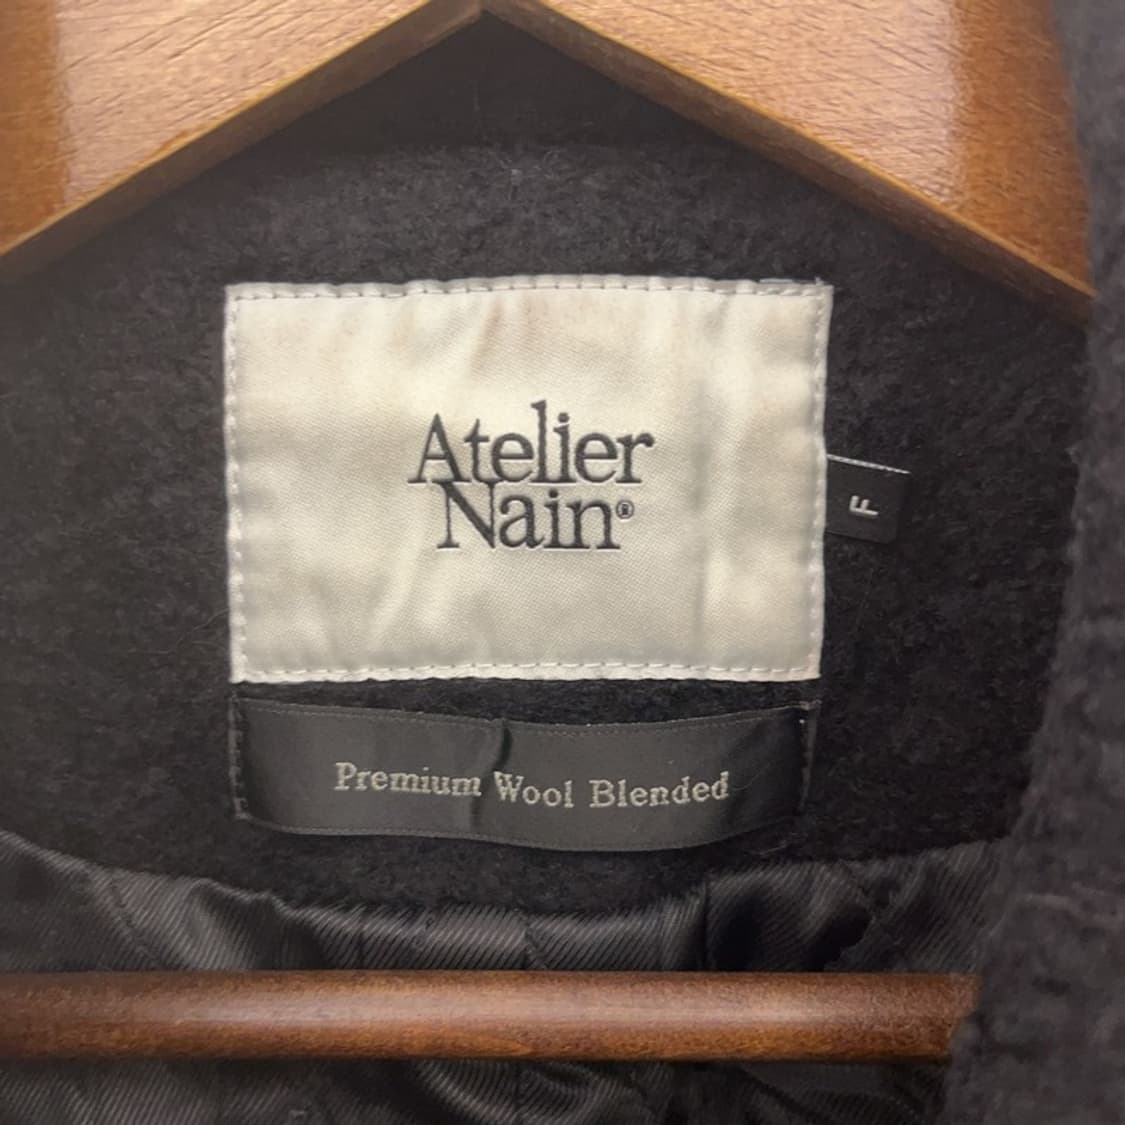 Atelier
Nain®
F
Premium Wool Blended